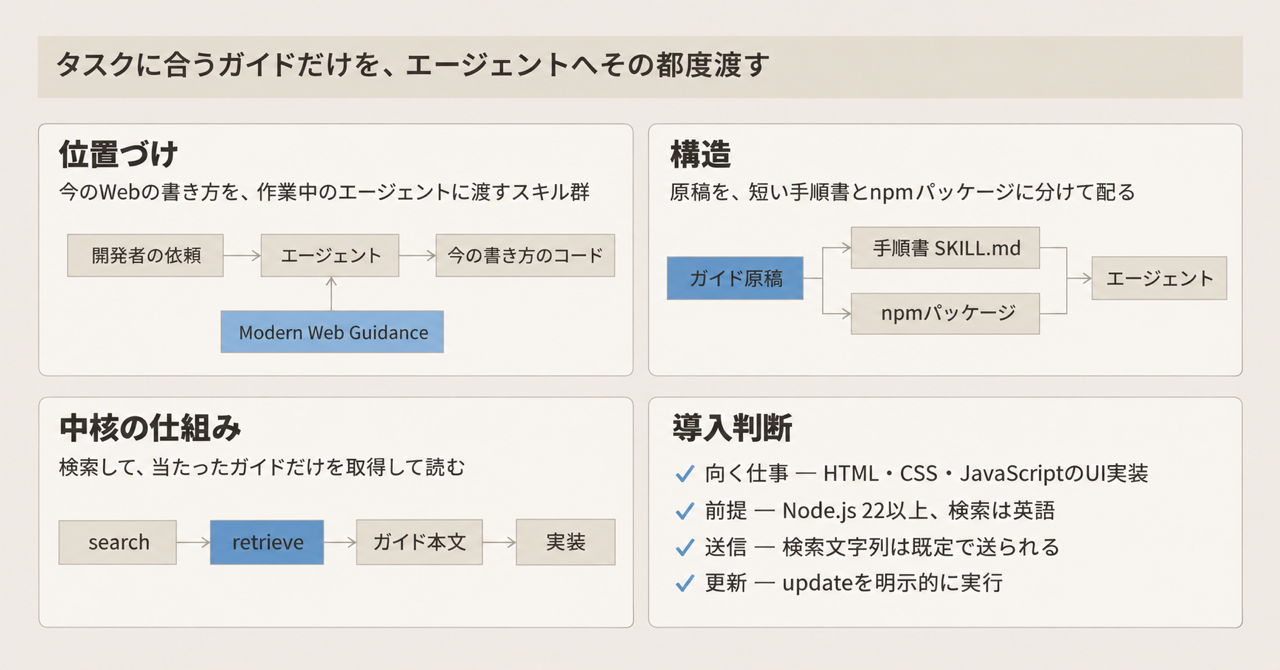 タスクに合うガイドだけを、エージェントへその都度渡す
位置づけ
今のWebの書き方を、作業中のエージェントに渡すスキル群
開発者の依頼
エージェント
今の書き方のコード
Modern Web Guidance
構造
原稿を、短い手順書とnpmパッケージに分けて配る
ガイド原稿
手順書 SKILL.md
npmパッケージ
エージェント
中核の仕組み
検索して、当たったガイドだけを取得して読む
search
retrieve
ガイド本文
実装
導入判断
向く仕事 — HTML・CSS・JavaScriptのUI実装
前提 — Node.js 22以上、検索は英語
送信 — 検索文字列は既定で送られる
更新 — updateを明示的に実行